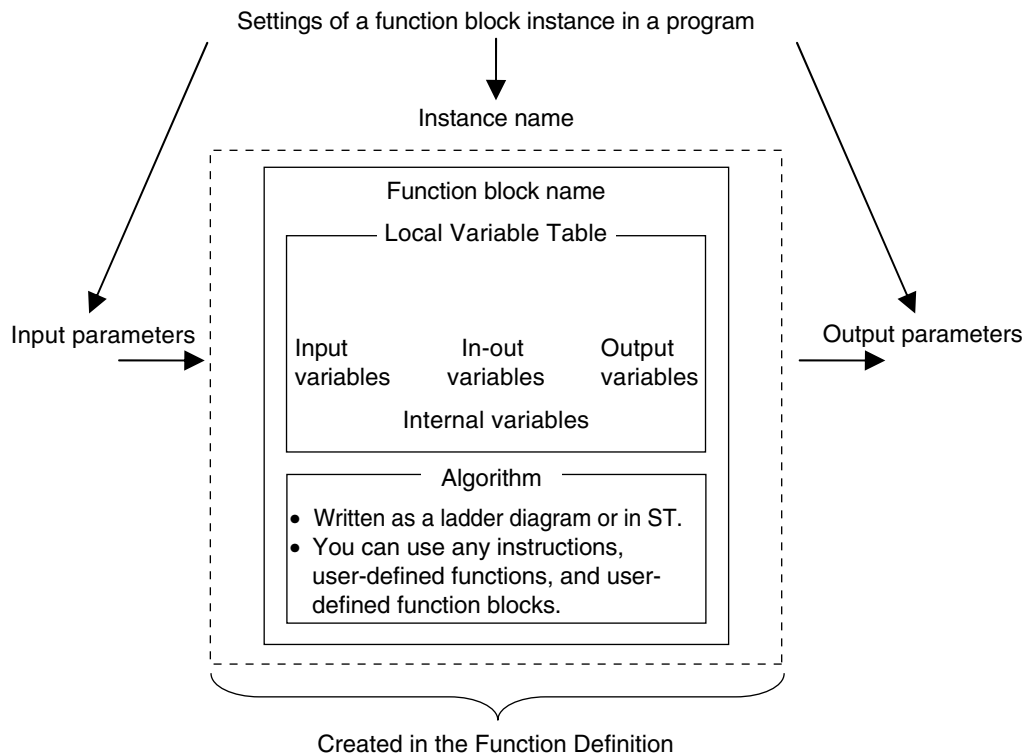 Settings of a function block instance in a program
Instance name
Function block name
Local Variable Table
Input parameters
Output parameters
Input
variables
In-out
variables
Output
variables
Internal variables
Algorithm
• Written as a ladder diagram or in ST.
• You can use any instructions,
user-defined functions, and user-
defined function blocks.
Created in the Function Definition